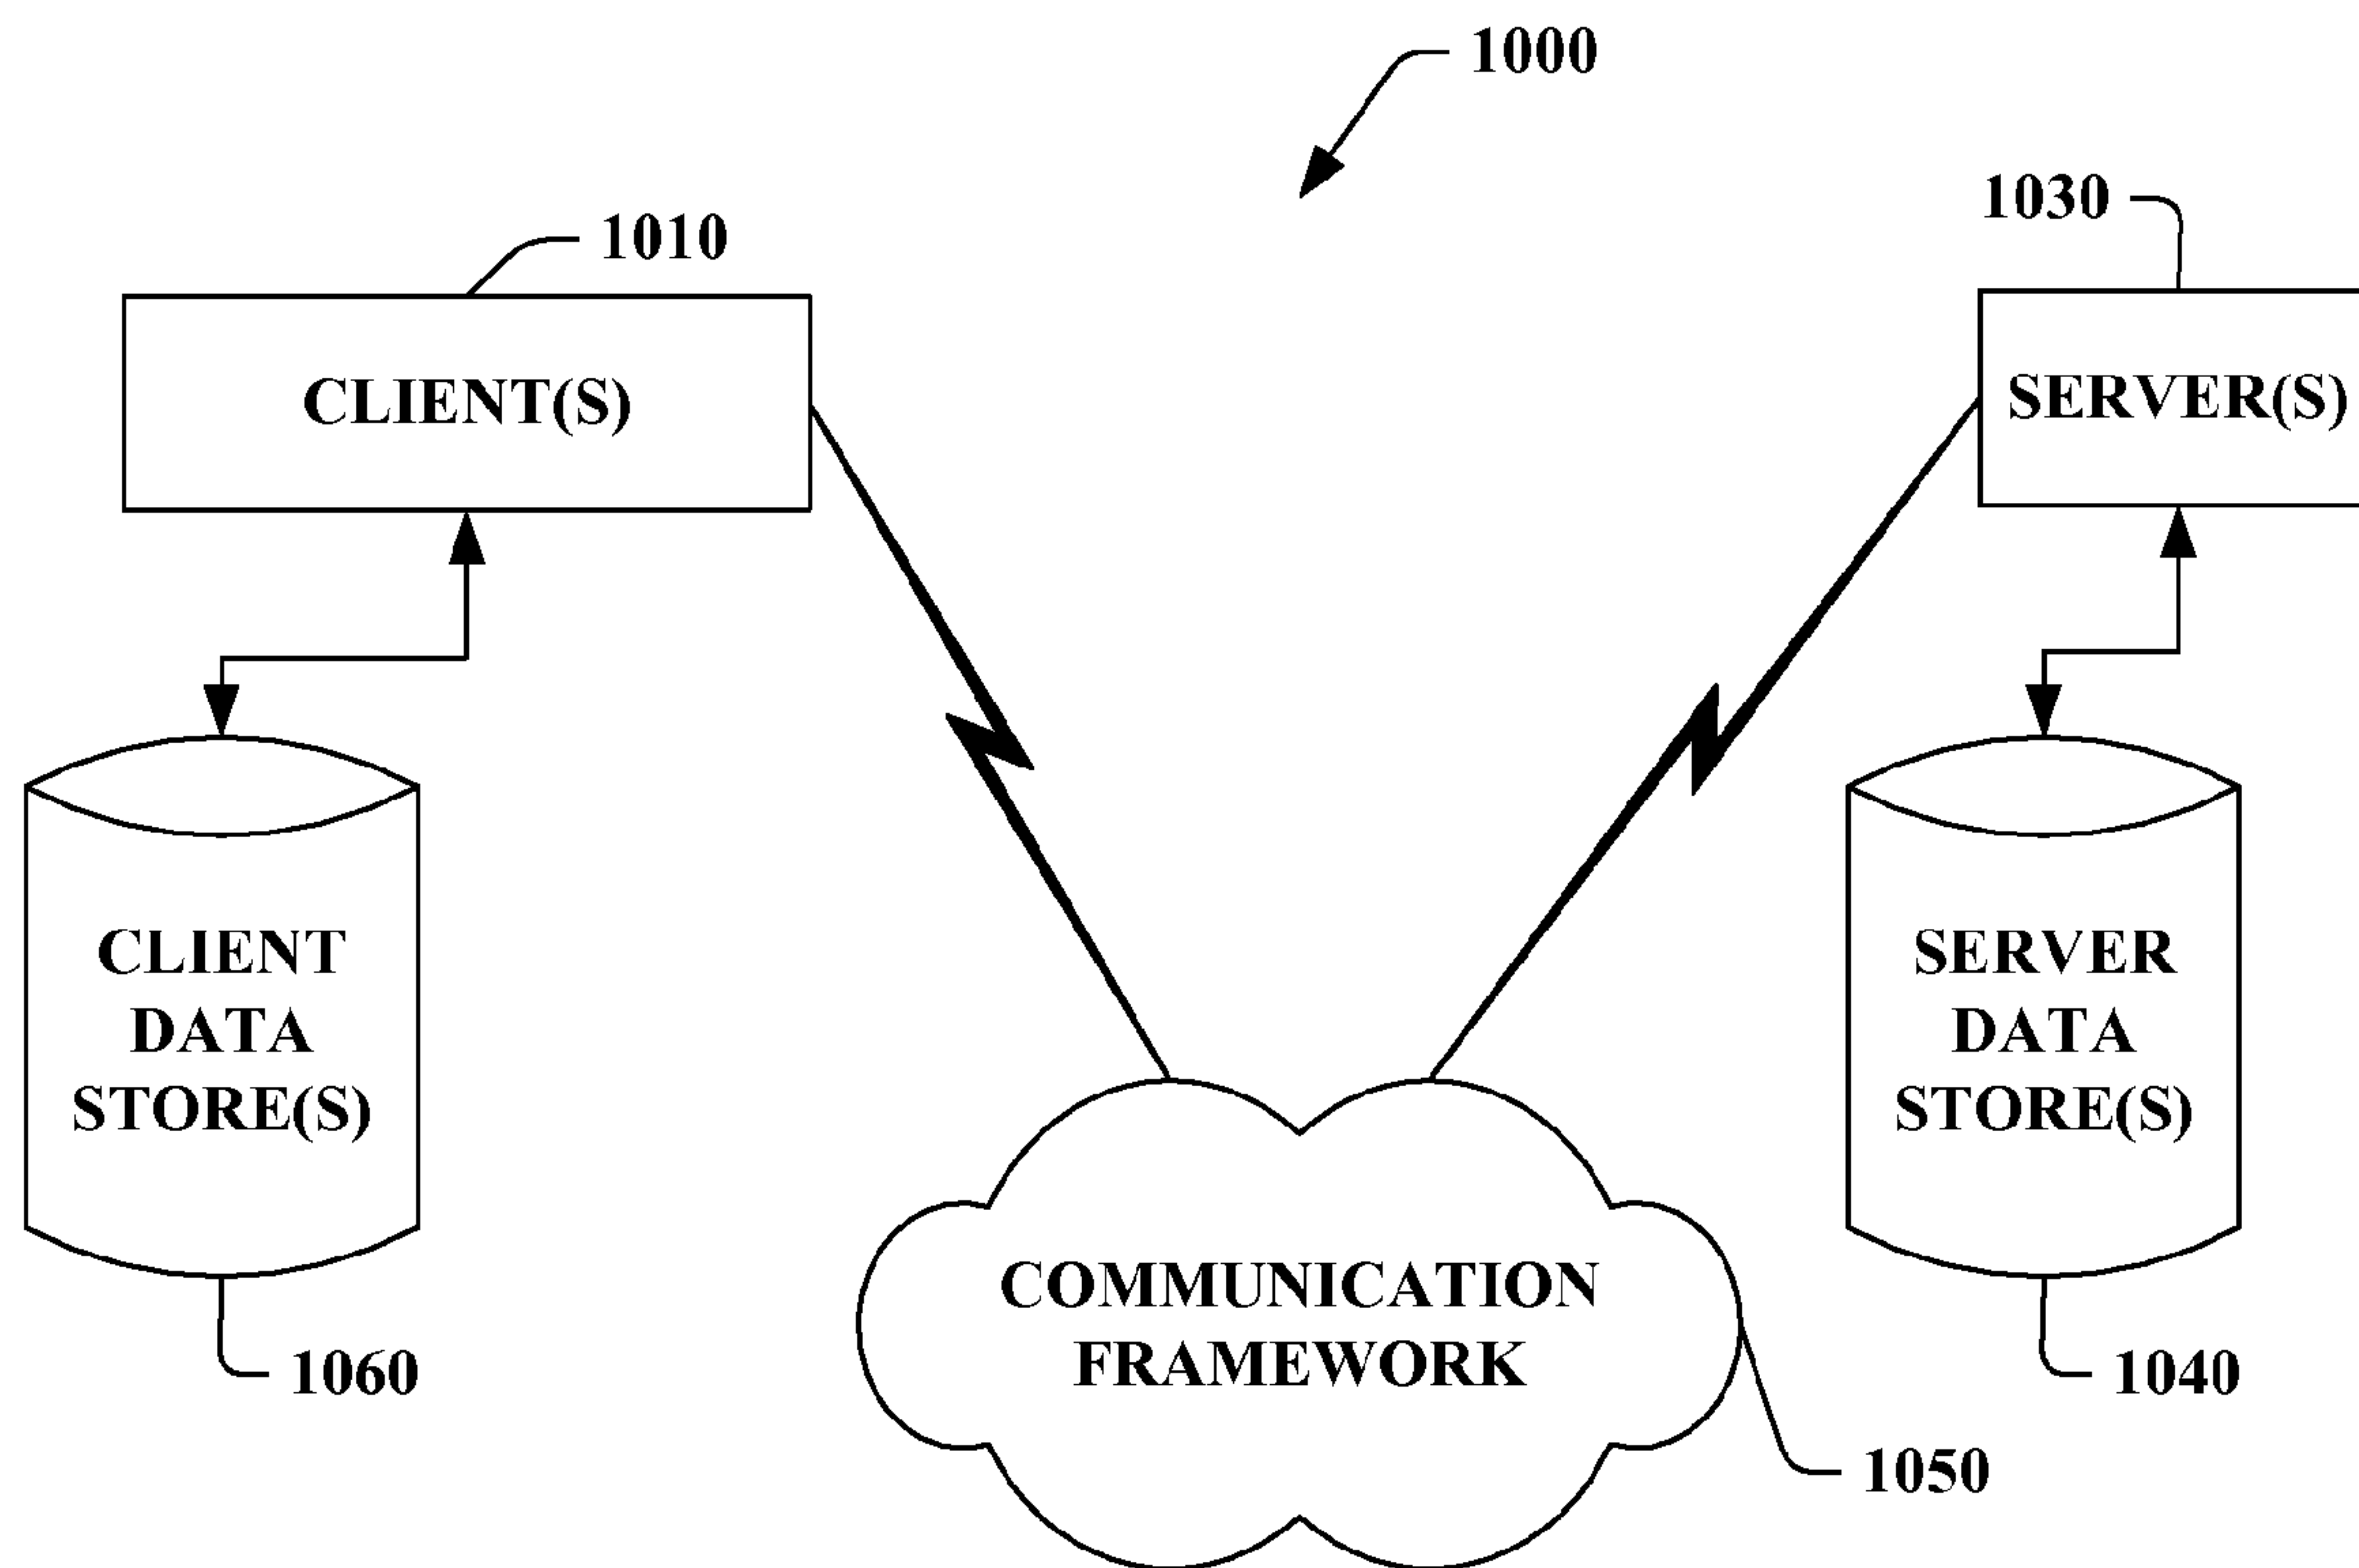 1000
1010
1030
CLIENT(S)
SERVER(S)
CLIENT
DATA
STORE(S)
SERVER
DATA
STORE(S)
COMMUNICATION
FRAMEWORK
1060
1040
1050